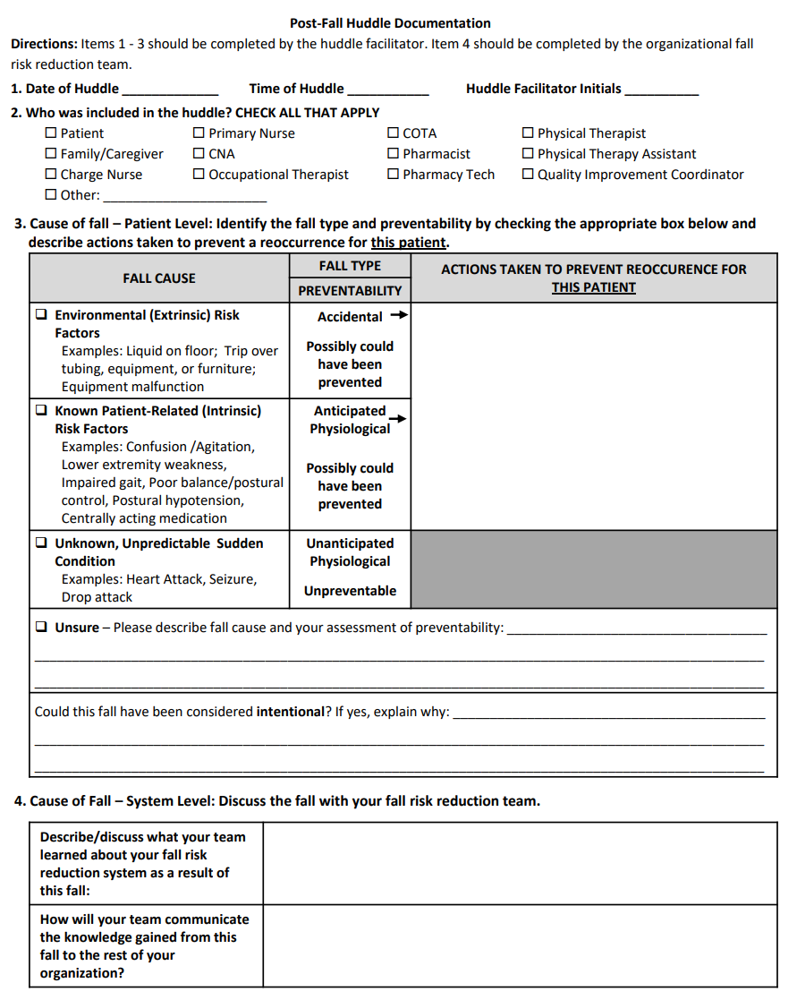 Post-Fall Huddle Documentation
Directions: Items 1 - 3 should be completed by the huddle facilitator. Item 4 should be completed by the organizational fall
risk reduction team.
1. Date of Huddle _____________ Time of Huddle ___________ Huddle Facilitator Initials __________
2. Who was included in the huddle? CHECK ALL THAT APPLY
☐ Patient ☐ Primary Nurse ☐ COTA ☐ Physical Therapist
☐ Family/Caregiver ☐ CNA ☐ Pharmacist ☐ Physical Therapy Assistant
☐ Charge Nurse ☐ Occupational Therapist ☐ Pharmacy Tech ☐ Quality Improvement Coordinator
☐ Other: ______________________
3. Cause of fall – Patient Level: Identify the fall type and preventability by checking the appropriate box below and
describe actions taken to prevent a reoccurrence for this patient.
FALL CAUSE
FALL TYPE
PREVENTABILITY
ACTIONS TAKEN TO PREVENT REOCCURENCE FOR
THIS PATIENT
❑ Environmental (Extrinsic) Risk
Factors
Examples: Liquid on floor; Trip over
tubing, equipment, or furniture;
Equipment malfunction
Accidental →
Possibly could
have been
prevented
❑ Known Patient-Related (Intrinsic)
Risk Factors
Examples: Confusion /Agitation,
Lower extremity weakness,
Impaired gait, Poor balance/postural
control, Postural hypotension,
Centrally acting medication
Anticipated →
Physiological
Possibly could
have been
prevented
❑ Unknown, Unpredictable Sudden
Condition
Examples: Heart Attack, Seizure,
Drop attack
Unanticipated
Physiological
Unpreventable
❑ Unsure – Please describe fall cause and your assessment of preventability: ___________________________________
Could this fall have been considered intentional? If yes, explain why: __________________________________________
4. Cause of Fall – System Level: Discuss the fall with your fall risk reduction team.
Describe/discuss what your team
learned about your fall risk
reduction system as a result of
this fall:
How will your team communicate
the knowledge gained from this
fall to the rest of your
organization?